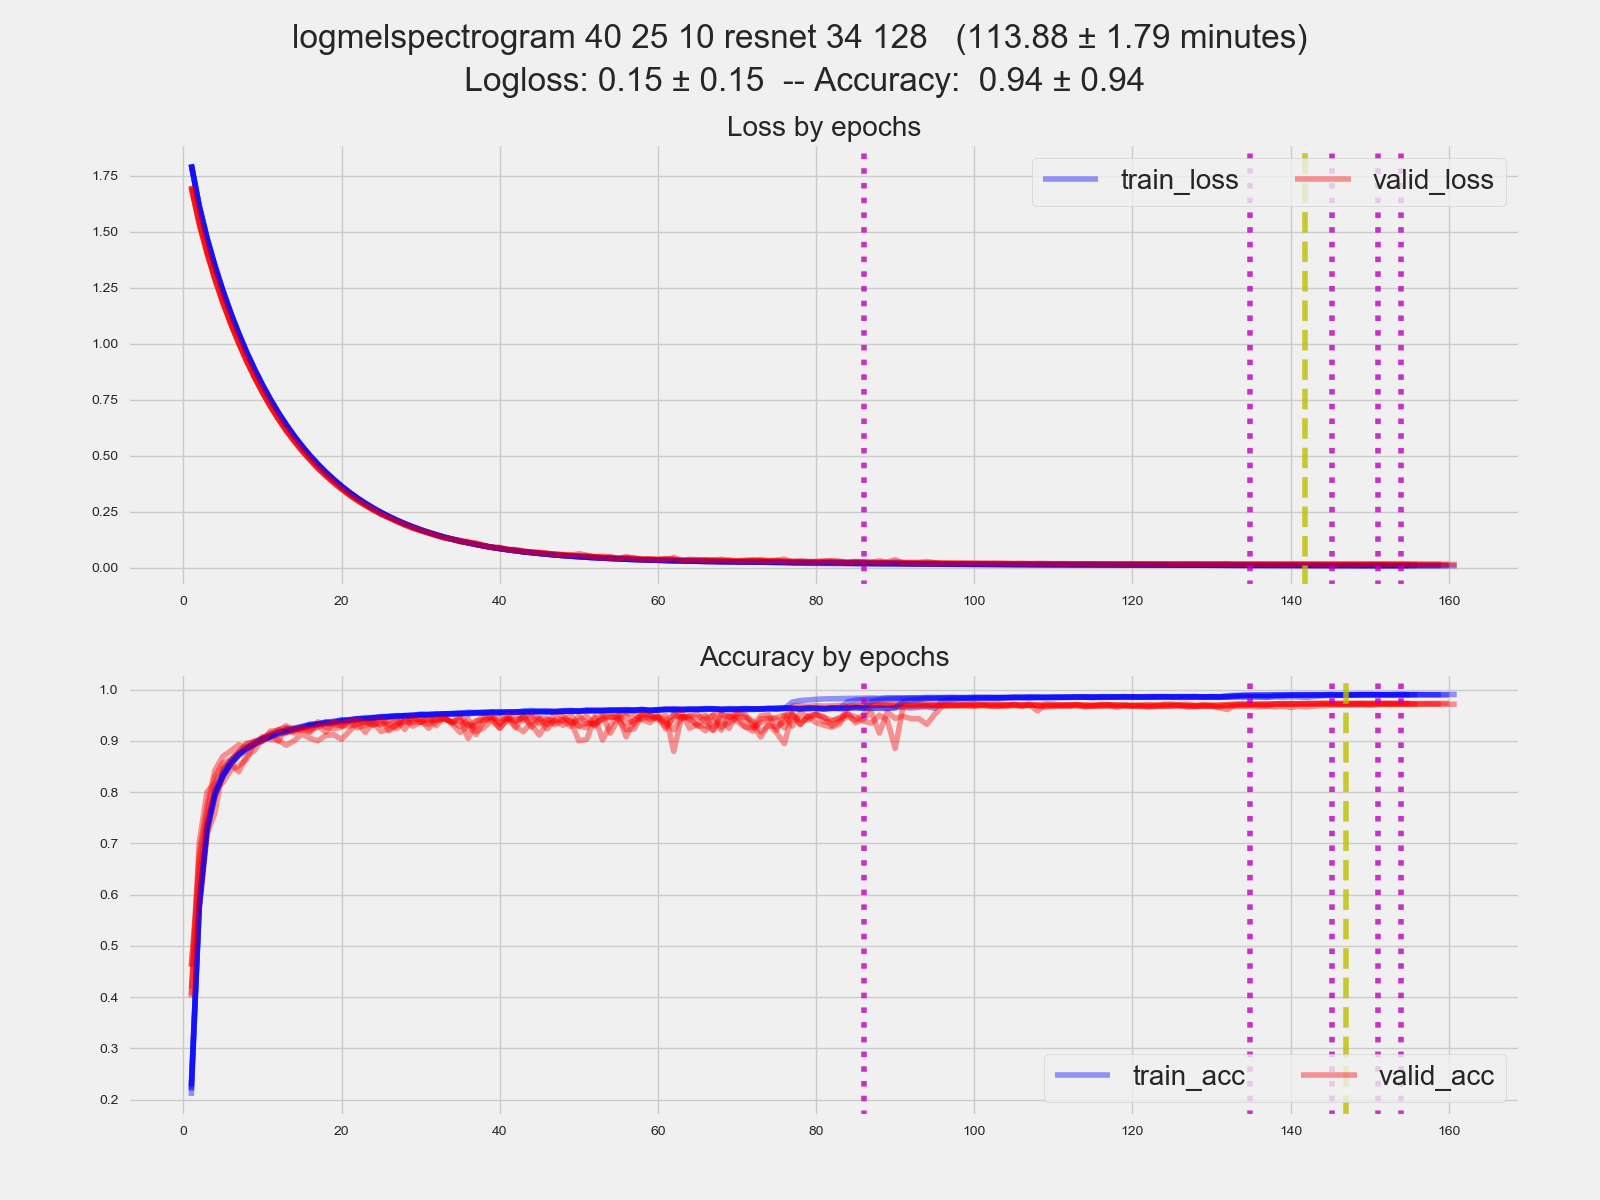 logmelspectrogram 40 25 10 resnet 34 128 (113.88 ± 1.79 minutes)
Logloss: 0.15 ± 0.15 -- Accuracy: 0.94 ± 0.94
Loss by epochs
train_loss valid_loss
1.75
1.50
1.25
1.00
0.75
0.50
0.25
0.00
0 20 40 60 80 100 120 140 160
Accuracy by epochs
1.0
0.9
0.8
0.7
0.6
0.5
0.4
0.3
0.2
train_acc valid_acc
0 20 40 60 80 100 120 140 160